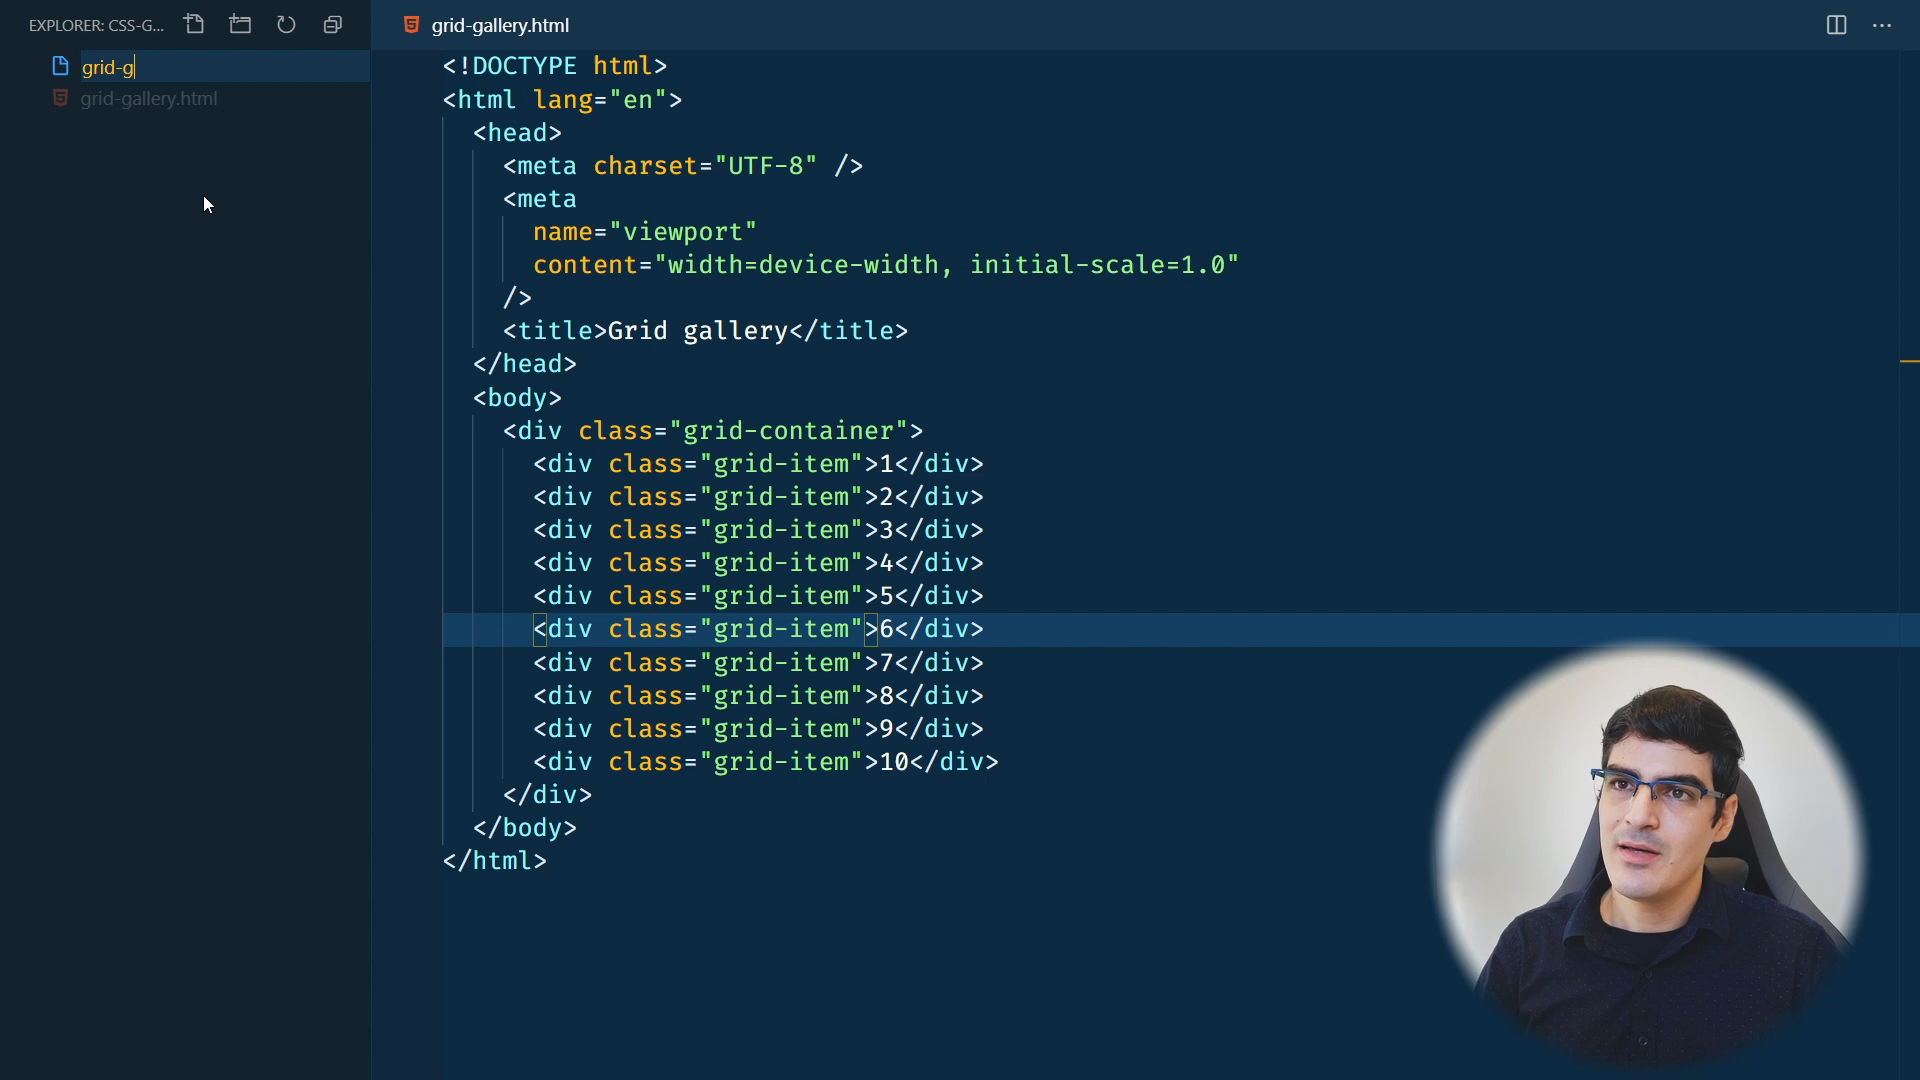 EXPLORER: CSS-G...
grid-gallery.html
grid-g
grid-gallery.html
<!DOCTYPE html>
<html lang="en">
<head>
<meta charset="UTF-8" />
<meta
name="viewport"
content="width=device-width, initial-scale=1.0"
/>
<title>Grid gallery</title>
</head>
<body>
<div class="grid-container">
<div class="grid-item">1</div>
<div class="grid-item">2</div>
<div class="grid-item">3</div>
<div class="grid-item">4</div>
<div class="grid-item">5</div>
<div class="grid-item">6</div>
<div class="grid-item">7</div>
<div class="grid-item">8</div>
<div class="grid-item">9</div>
<div class="grid-item">10</div>
</div>
</body>
</html>